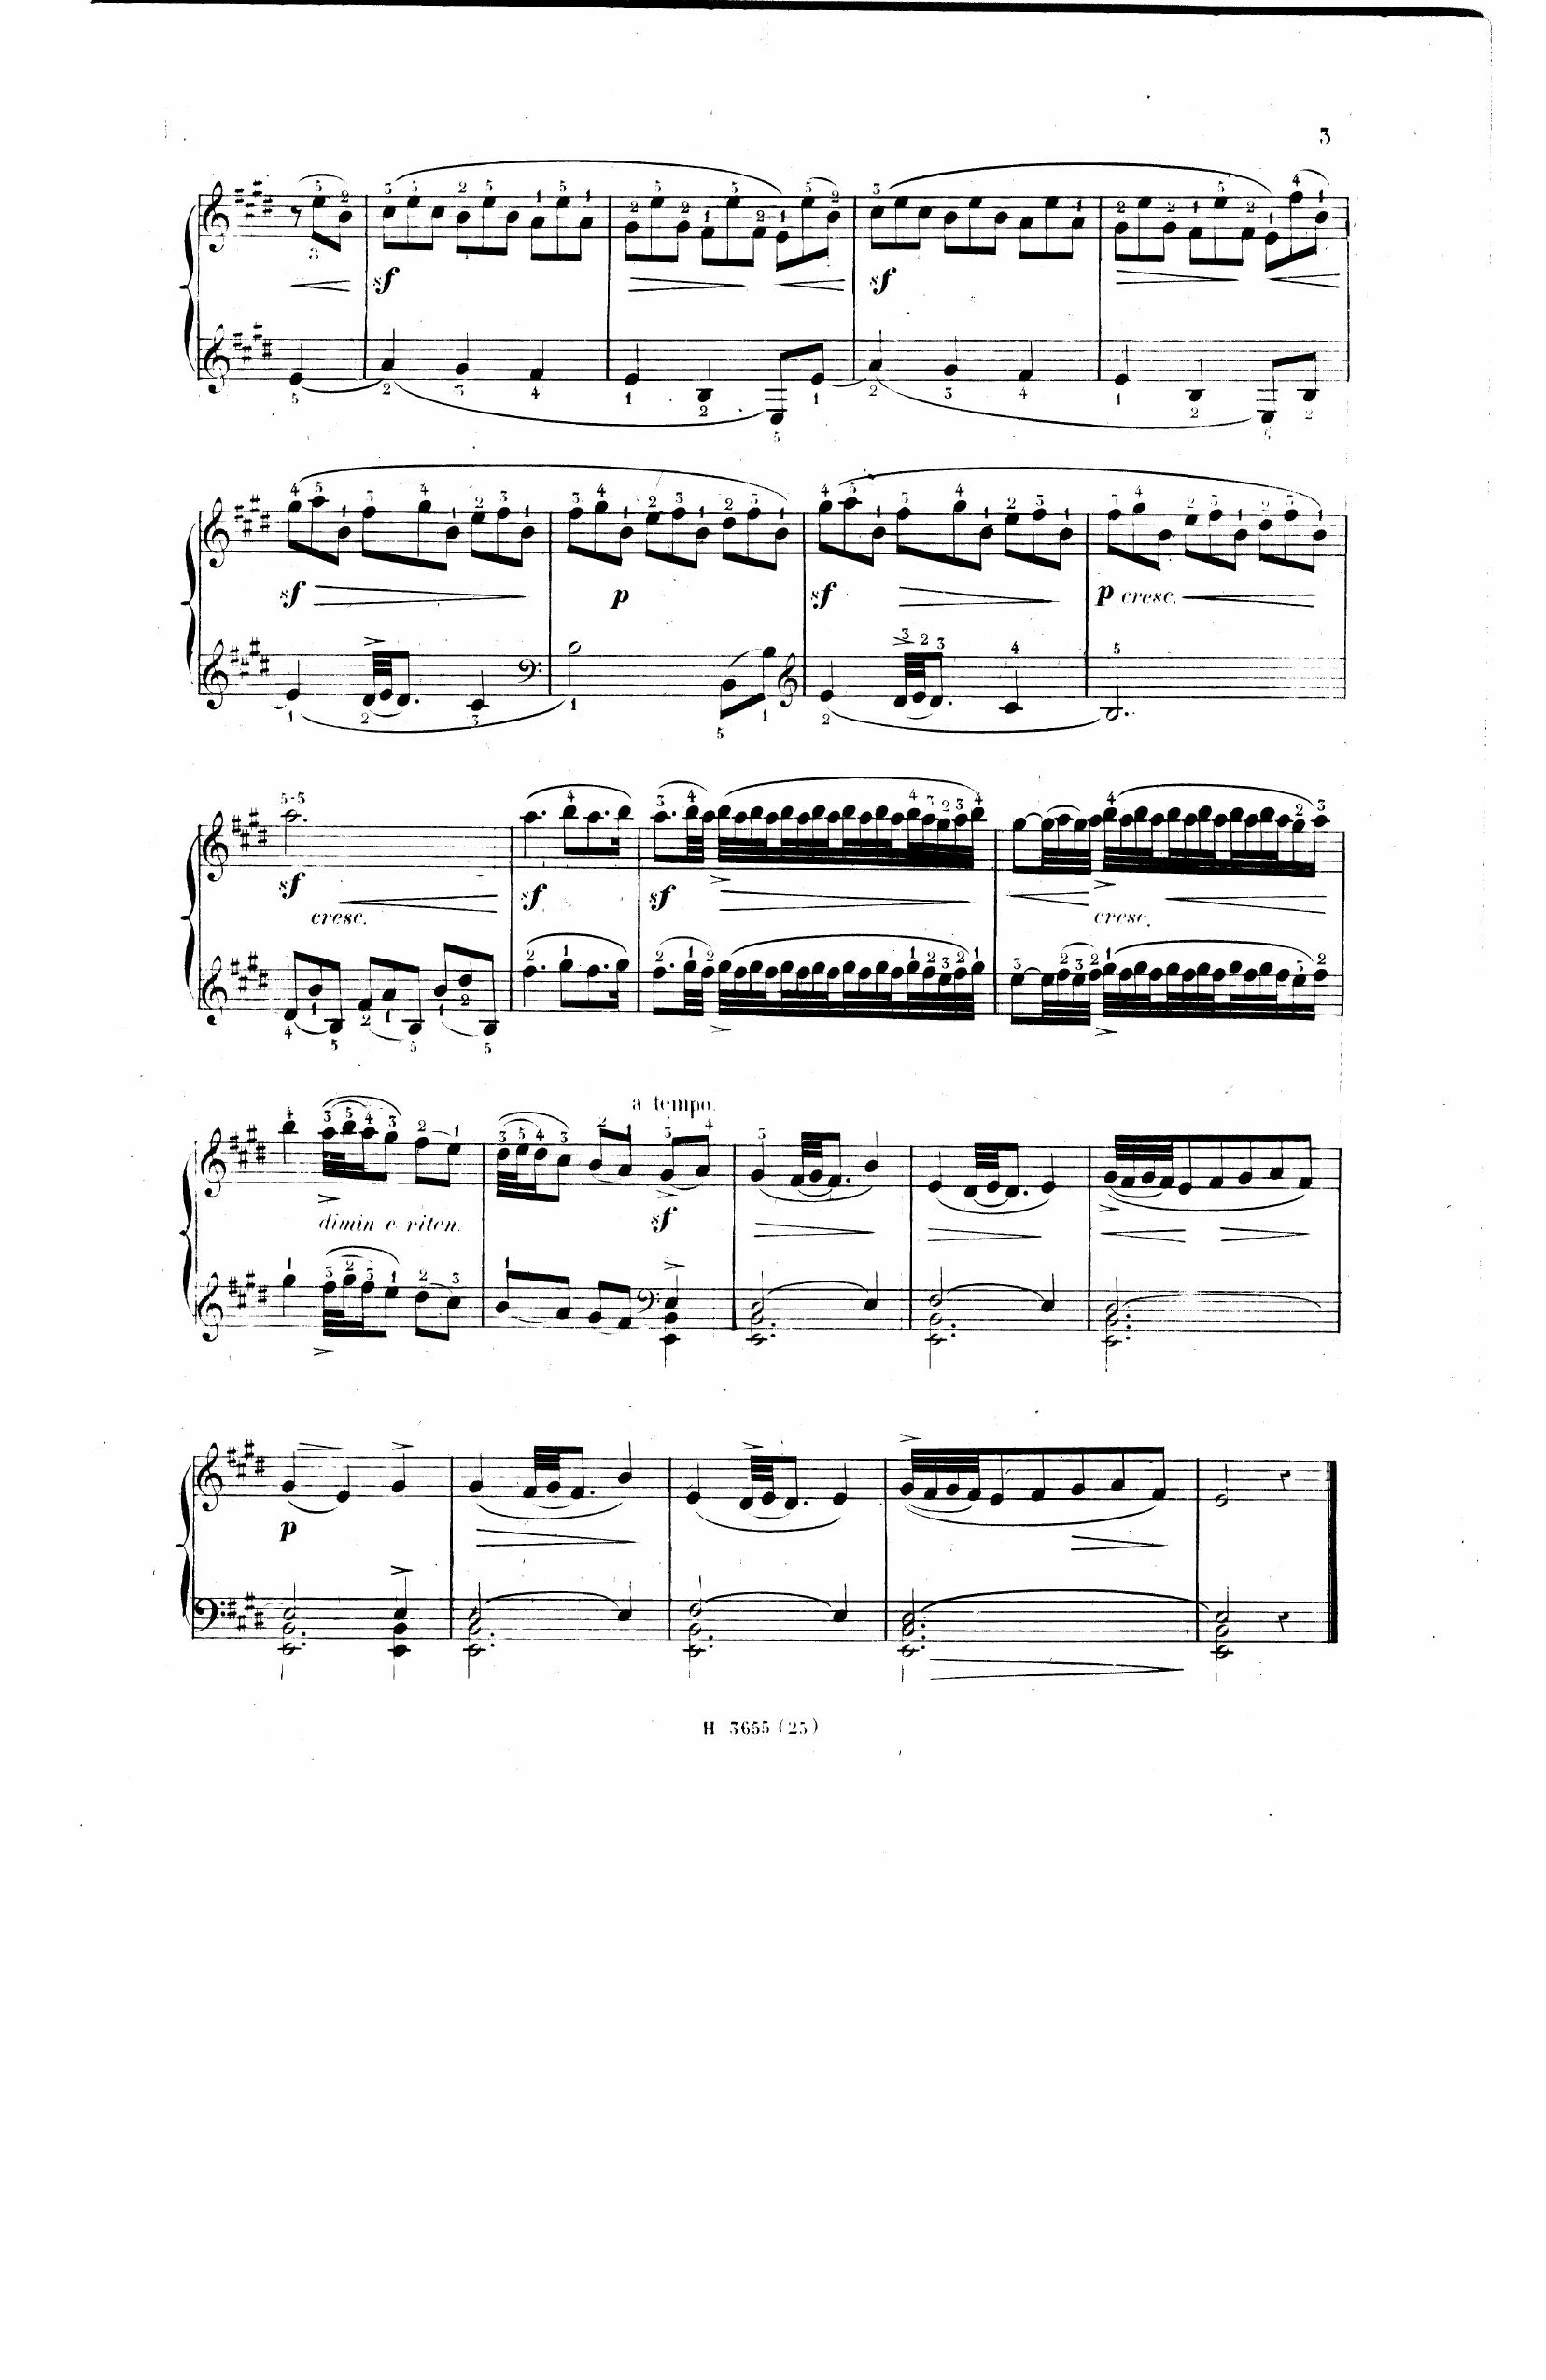 3
sf
sf
sf
p
sf
p cresc.
sf
cresc.
sf
sf
cresc.
a tempo.
dimin e riten.
sf
p
H 3655 (25)